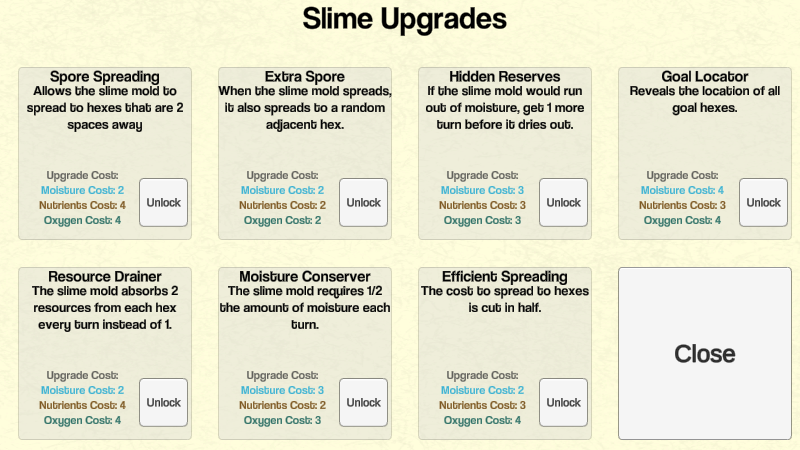 Slime Upgrades
Spore Spreading
Allows the slime mold to
spread to hexes that are 2
spaces away
Upgrade Cost:
Moisture Cost: 2
Nutrients Cost: 4
Oxygen Cost: 4
Unlock
Extra Spore
When the slime mold spreads,
it also spreads to a random
adjacent hex.
Upgrade Cost:
Moisture Cost: 2
Nutrients Cost: 2
Oxygen Cost: 2
Unlock
Hidden Reserves
If the slime mold would run
out of moisture, get 1 more
turn before it dries out.
Upgrade Cost:
Moisture Cost: 3
Nutrients Cost: 3
Oxygen Cost: 3
Unlock
Goal Locator
Reveals the location of all
goal hexes.
Upgrade Cost:
Moisture Cost: 4
Nutrients Cost: 3
Oxygen Cost: 4
Unlock
Resource Drainer
The slime mold absorbs 2
resources from each hex
every turn instead of 1.
Upgrade Cost:
Moisture Cost: 2
Nutrients Cost: 4
Oxygen Cost: 4
Unlock
Moisture Conserver
The slime mold requires 1/2
the amount of moisture each
turn.
Upgrade Cost:
Moisture Cost: 3
Nutrients Cost: 2
Oxygen Cost: 3
Unlock
Efficient Spreading
The cost to spread to hexes
is cut in half.
Upgrade Cost:
Moisture Cost: 2
Nutrients Cost: 3
Oxygen Cost: 4
Unlock
Close